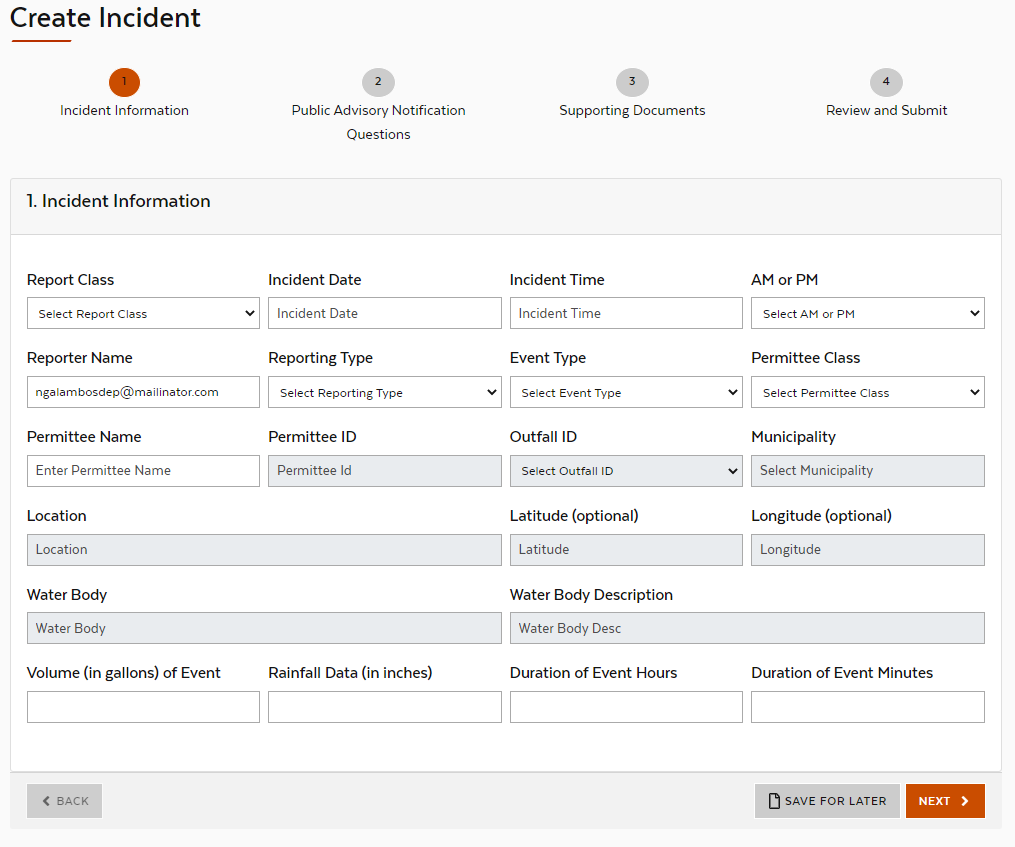 Create Incident
1 2 3 4
Incident Information Public Advisory Notification Supporting Documents Review and Submit
Questions
1. Incident Information
Report Class Incident Date Incident Time AM or PM
Select Report Class Incident Date Incident Time Select AM or PM
Reporter Name Reporting Type Event Type Permittee Class
ngalambosdep@mailinator.com Select Reporting Type Select Event Type Select Permittee Class
Permittee Name Permittee ID Outfall ID Municipality
Enter Permittee Name Permittee Id Select Outfall ID Select Municipality
Location Latitude (optional) Longitude (optional)
Location Latitude Longitude
Water Body Water Body Description
Water Body Water Body Desc
Volume (in gallons) of Event Rainfall Data (in inches) Duration of Event Hours Duration of Event Minutes
BACK SAVE FOR LATER NEXT